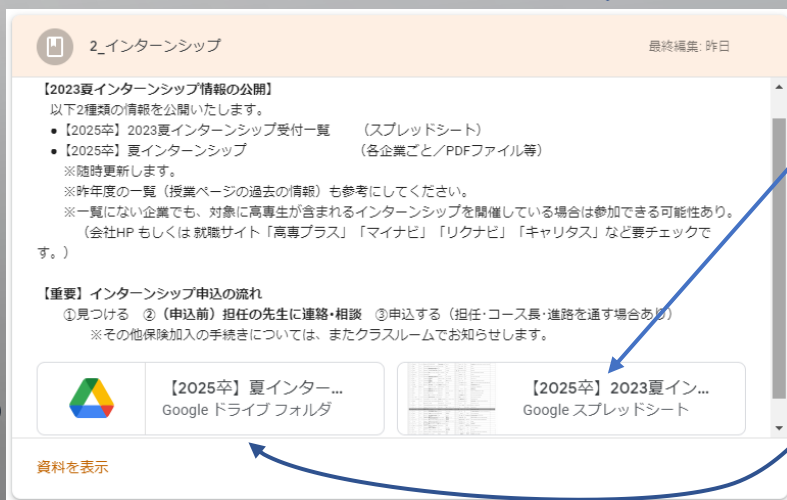 2_インターンシップ 最終編集: 昨日
【2023夏インターンシップ情報の公開】
以下2種類の情報を公開いたします。
●【2025卒】2023夏インターンシップ受付一覧 （スプレッドシート）
●【2025卒】夏インターンシップ （各企業ごと／PDFファイル等）
※随時更新します。
※昨年度の一覧（授業ページの過去の情報）も参考にしてください。
※一覧にない企業でも、対象に高専生が含まれるインターンシップを開催している場合は参加できる可能性あり。
（会社HP もしくは 就職サイト「高専プラス」「マイナビ」「リクナビ」「キャリタス」など要チェックで
す。）
【重要】インターンシップ申込の流れ
①見つける ②（申込前）担任の先生に連絡・相談 ③申込する（担任・コース長・進路を通す場合あり）
※その他保険加入の手続きについては、またクラスルームでお知らせします。
【2025卒】夏インター...
Google ドライブ フォルダ
【2025卒】2023夏イン...
Google スプレッドシート
資料を表示